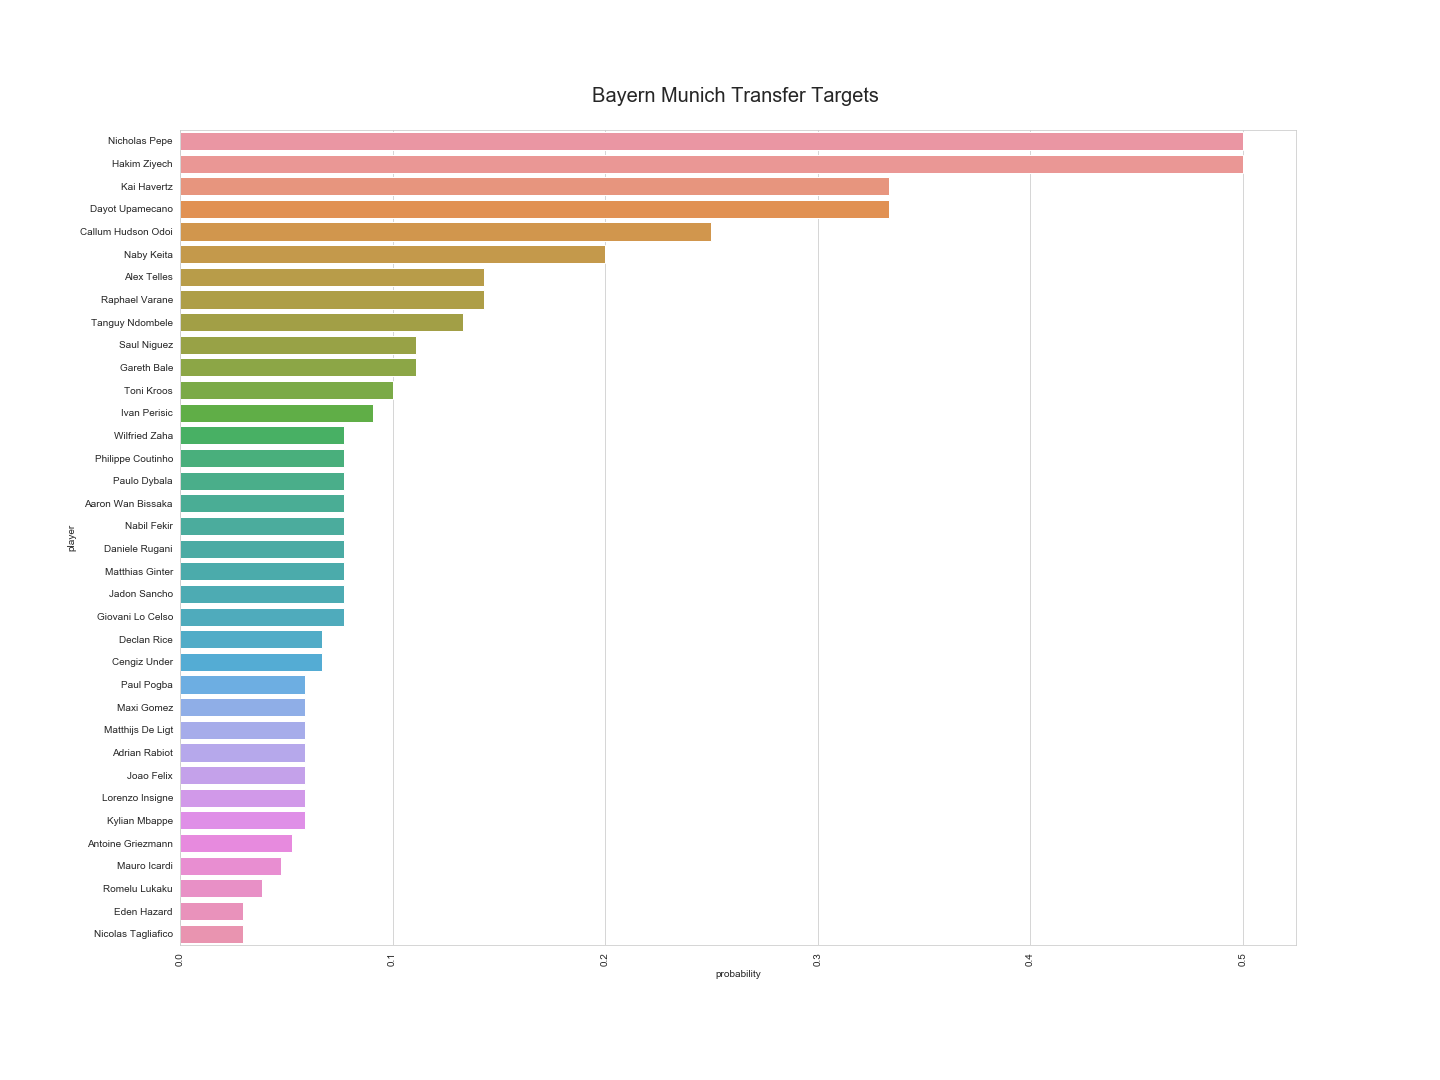 Bayern Munich Transfer Targets
Nicholas Pepe
Hakim Ziyech
Kai Havertz
Dayot Upamecano
Callum Hudson Odoi
Naby Keita
Alex Telles
Raphael Varane
Tanguy Ndombele
Saul Niguez
Gareth Bale
Toni Kroos
Ivan Perisic
Wilfried Zaha
Philippe Coutinho
Paulo Dybala
Aaron Wan Bissaka
Nabil Fekir
Daniele Rugani
Matthias Ginter
Jadon Sancho
Giovani Lo Celso
Declan Rice
Cengiz Under
Paul Pogba
Maxi Gomez
Matthijs De Ligt
Adrian Rabiot
Joao Felix
Lorenzo Insigne
Kylian Mbappe
Antoine Griezmann
Mauro Icardi
Romelu Lukaku
Eden Hazard
Nicolas Tagliafico
player
0.0 0.1 0.2 0.3 0.4 0.5
probability